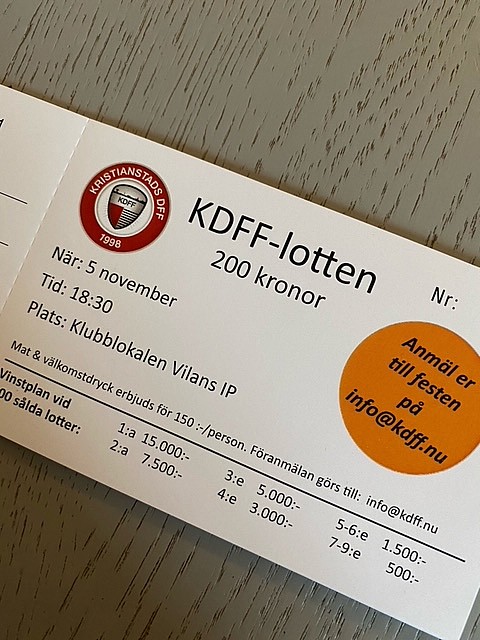 KRISTIANSTADS DFF
KDFF
1998
KDFF-lotten
200 kronor
Nr:
När: 5 november
Tid: 18:30
Plats: Klubblokalen Vilans IP
Anmäl er
till festen
på
info@kdff.nu
Mat & välkomstdryck erbjuds för 150 :-/person. Föranmälan görs till: info@kdff.nu
Vinstplan vid
00 sålda lotter:
1:a 15.000:-
2:a 7.500:-
3:e 5.000:-
4:e 3.000:-
5-6:e 1.500:-
7-9:e 500:-